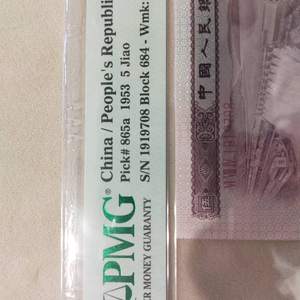 China / People's Republi
Pick# 865a 1953 5 Jiao
S/N 1919708 Block 684 - Wmk:
PMG®
ER MONEY GUARANTY
中國人民銀